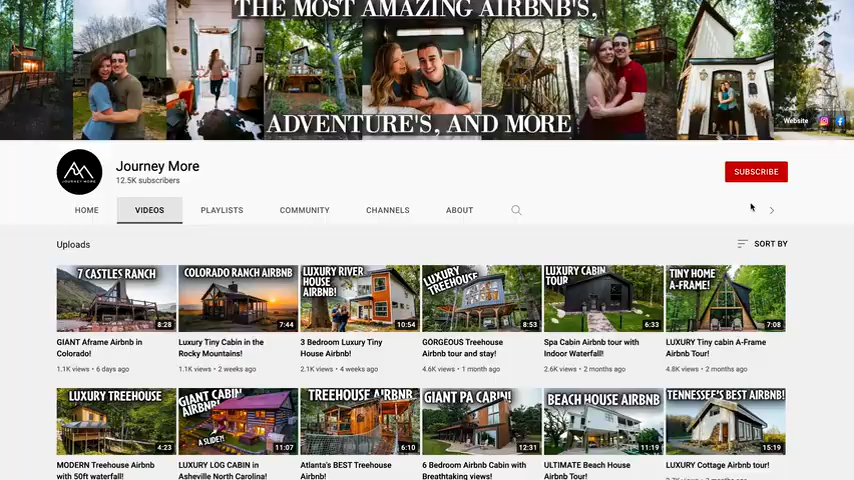 THE MOST AMAZING AIRBNB'S,
ADVENTURE'S, AND MORE
Website
JOURNEY MORE
Journey More
12.5K subscribers
SUBSCRIBE
HOME
VIDEOS
PLAYLISTS
COMMUNITY
CHANNELS
ABOUT
Uploads
SORT BY
7 CASTLES RANCH
8:28
COLORADO RANCH AIRBNB
7:44
LUXURY RIVER
HOUSE
AIRBNB!
10:54
LUXURY
TREEHOUSE
8:53
LUXURY CABIN
TOUR
6:33
TINY HOME
A-FRAME!
7:08
GIANT Aframe Airbnb in
Colorado!
1.1K views • 6 days ago
Luxury Tiny Cabin in the
Rocky Mountains!
1.1K views • 2 weeks ago
3 Bedroom Luxury Tiny
House Airbnb!
2.1K views • 4 weeks ago
GORGEOUS Treehouse
Airbnb tour and stay!
4.6K views • 1 month ago
Spa Cabin Airbnb tour with
Indoor Waterfall!
2.6K views • 2 months ago
LUXURY Tiny cabin A-Frame
Airbnb Tour!
4.8K views • 2 months ago
LUXURY TREEHOUSE
4:23
GIANT CABIN
AIRBNB!
A SLIDE?!
11:07
TREEHOUSE AIRBNB
6:10
GIANT PA CABIN!
12:31
BEACH HOUSE AIRBNB
11:19
TENNESSEE'S BEST AIRBNB!
15:19
MODERN Treehouse Airbnb
with 50ft waterfall!
LUXURY LOG CABIN in
Asheville North Carolina!
Atlanta's BEST Treehouse
Airbnb!
6 Bedroom Airbnb Cabin with
Breathtaking views!
ULTIMATE Beach House
Airbnb Tour!
LUXURY Cottage Airbnb tour!